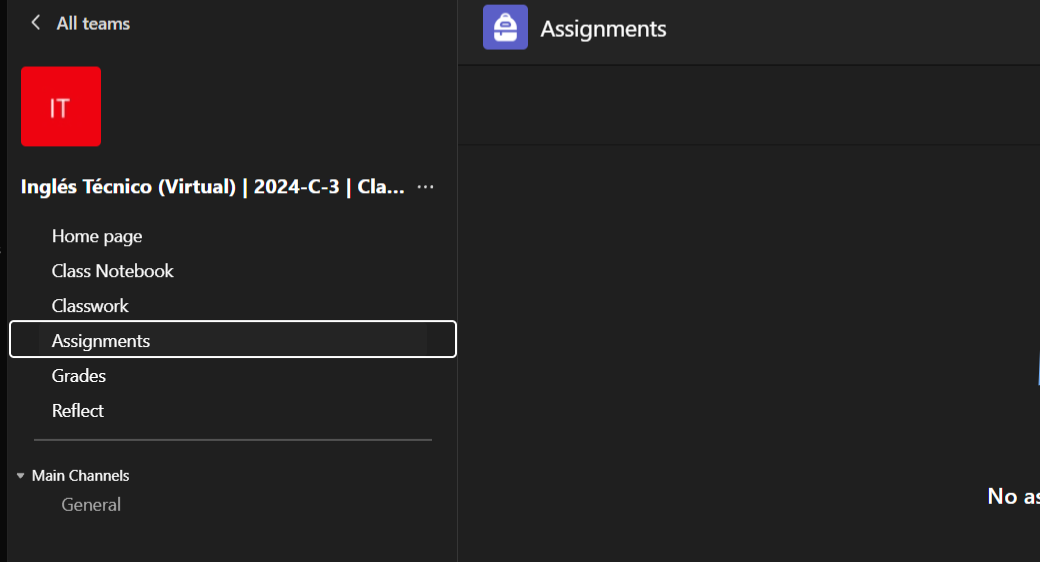 All teams
Assignments
IT
Inglés Técnico (Virtual) | 2024-C-3 | Cla... ...
Home page
Class Notebook
Classwork
Assignments
Grades
Reflect
Main Channels
General
No